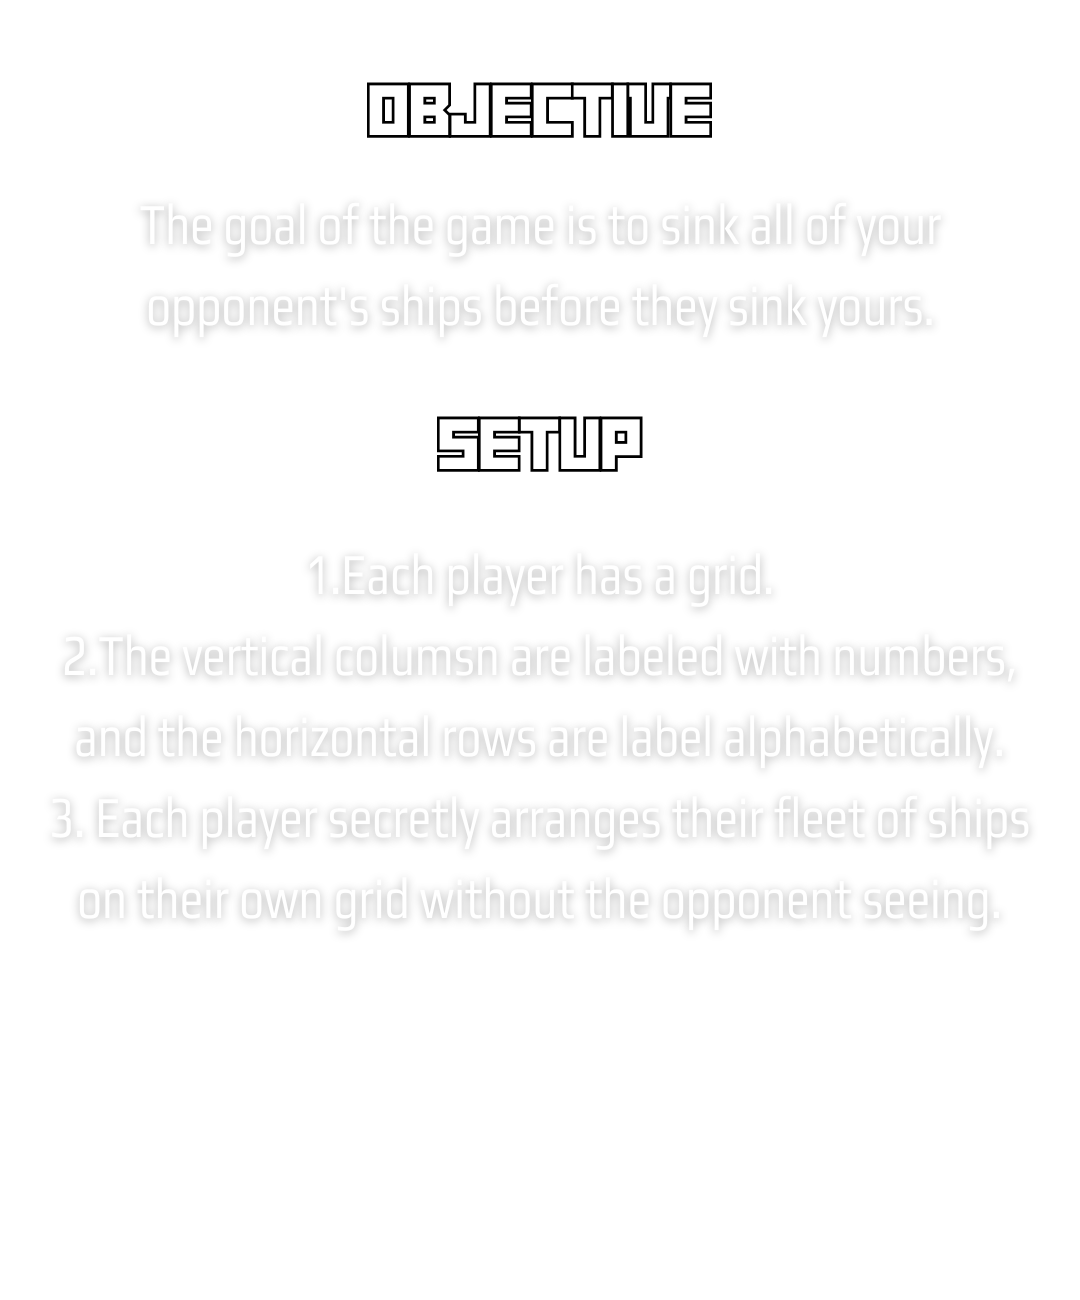 OBJECTIVE
The goal of the game is to sink all of your
opponent's ships before they sink yours.
SETUP
1.Each player has a grid.
2.The vertical columsn are labeled with numbers,
and the horizontal rows are label alphabetically.
3. Each player secretly arranges their fleet of ships
on their own grid without the opponent seeing.